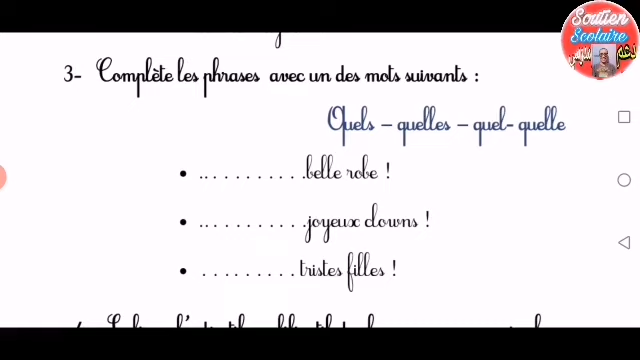 Soutien
Scolaire
دعم
3- Complète les phrases avec un des mots suivants :
Quels – quelles – quel- quelle
• ............belle robe !
• ............joyeux clowns !
• .......... tristes filles !